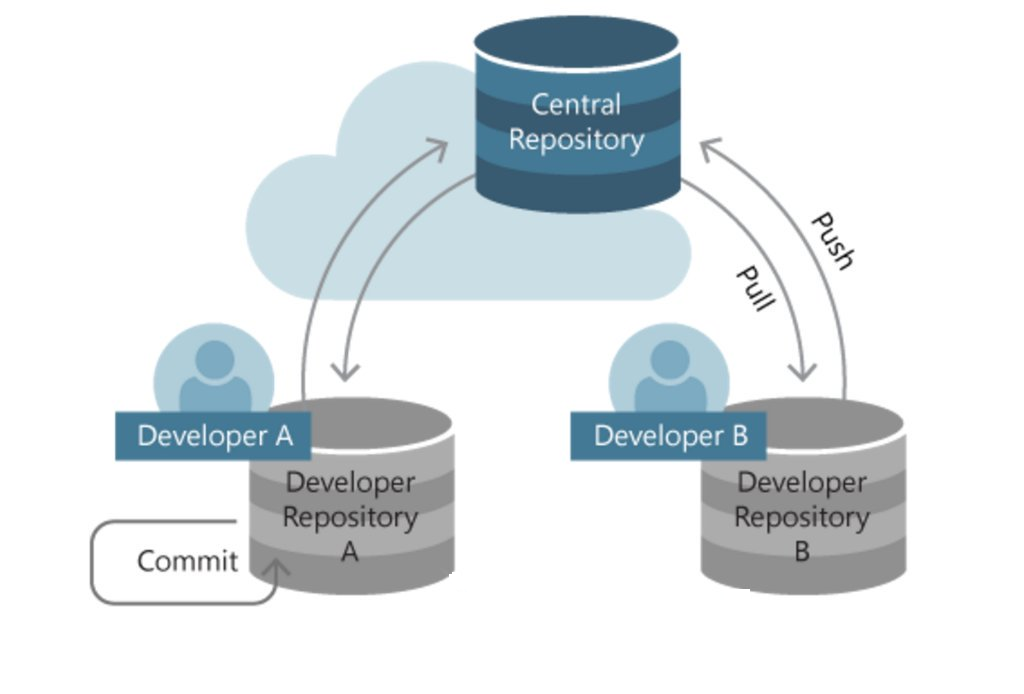 Central
Repository
Push
Pull
Developer A
Developer
Repository
A
Commit
Developer B
Developer
Repository
B